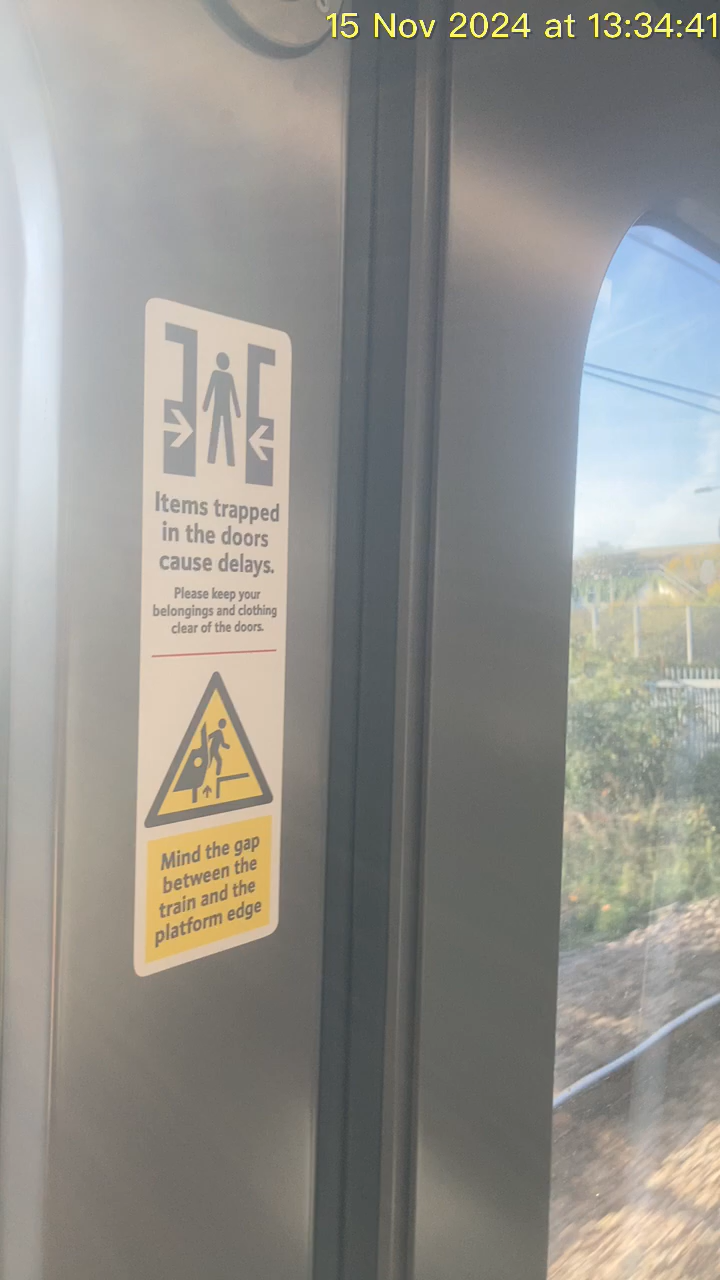 15 Nov 2024 at 13:34:41
Items trapped
in the doors
cause delays.
Please keep your
belongings and clothing
clear of the doors.
Mind the gap
between the
train and the
platform edge